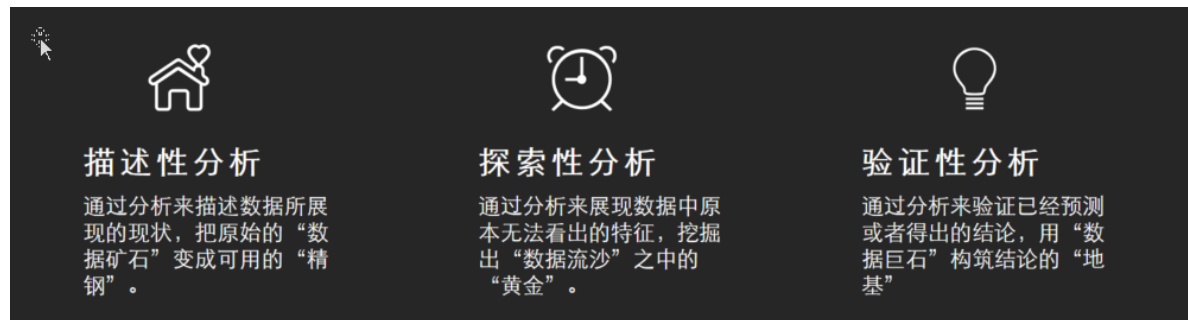 描述性分析
通过分析来描述数据所展
现的现状，把原始的“数
据矿石”变成可用的“精
钢”。
探索性分析
通过分析来展现数据中原
本无法看出的特征，挖掘
出“数据流沙”之中的
“黄金”。
验证性分析
通过分析来验证已经预测
或者得出的结论，用“数
据巨石”构筑结论的“地
基”